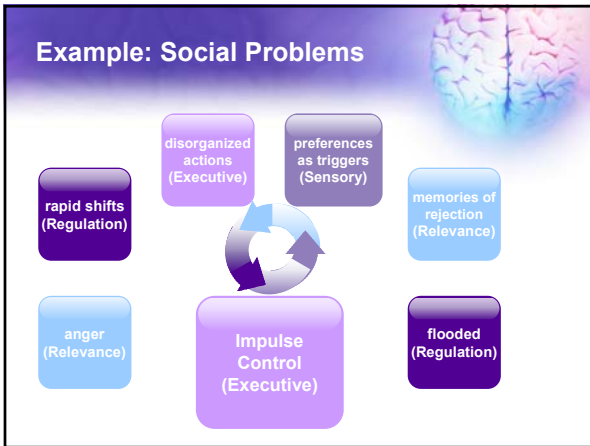 Example: Social Problems
disorganized
actions
(Executive)
preferences
as triggers
(Sensory)
rapid shifts
(Regulation)
memories of
rejection
(Relevance)
anger
(Relevance)
Impulse
Control
(Executive)
flooded
(Regulation)